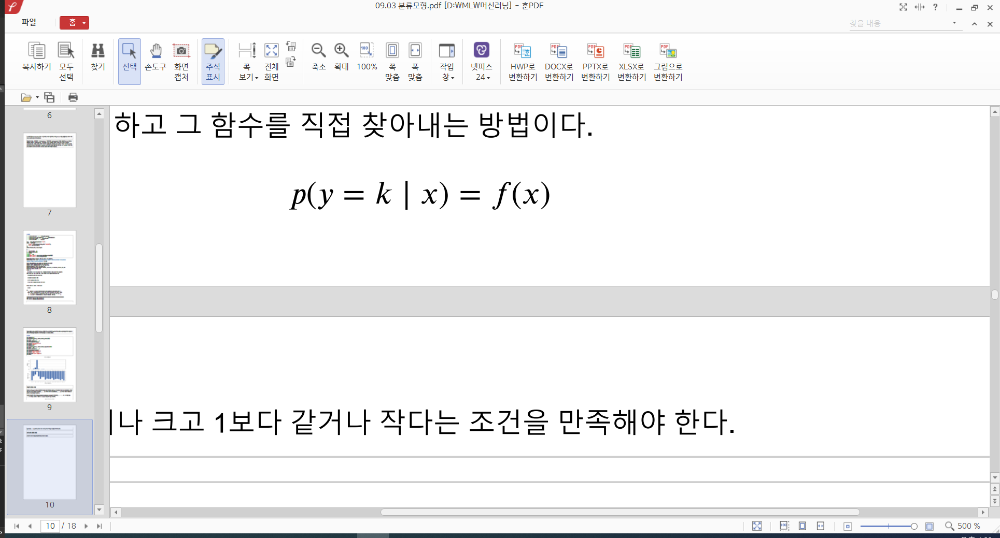 09.03 분류모형.pdf [D:₩ML₩머신러닝] - 한PDF
파일
홈
찾을 내용
복사하기
모두 선택
찾기
선택
손도구
화면 캡처
주석 표시
쪽 보기
전체 화면
축소
확대
100%
쪽 맞춤
폭 맞춤
작업 창
넷피스 24
HWP로 변환하기
DOCX로 변환하기
PPTX로 변환하기
XLSX로 변환하기
그림으로 변환하기
6
7
8
9
10
하고 그 함수를 직접 찾아내는 방법이다.
p(y = k | x) = f(x)
나 크고 1보다 같거나 작다는 조건을 만족해야 한다.
10 / 18
500 %